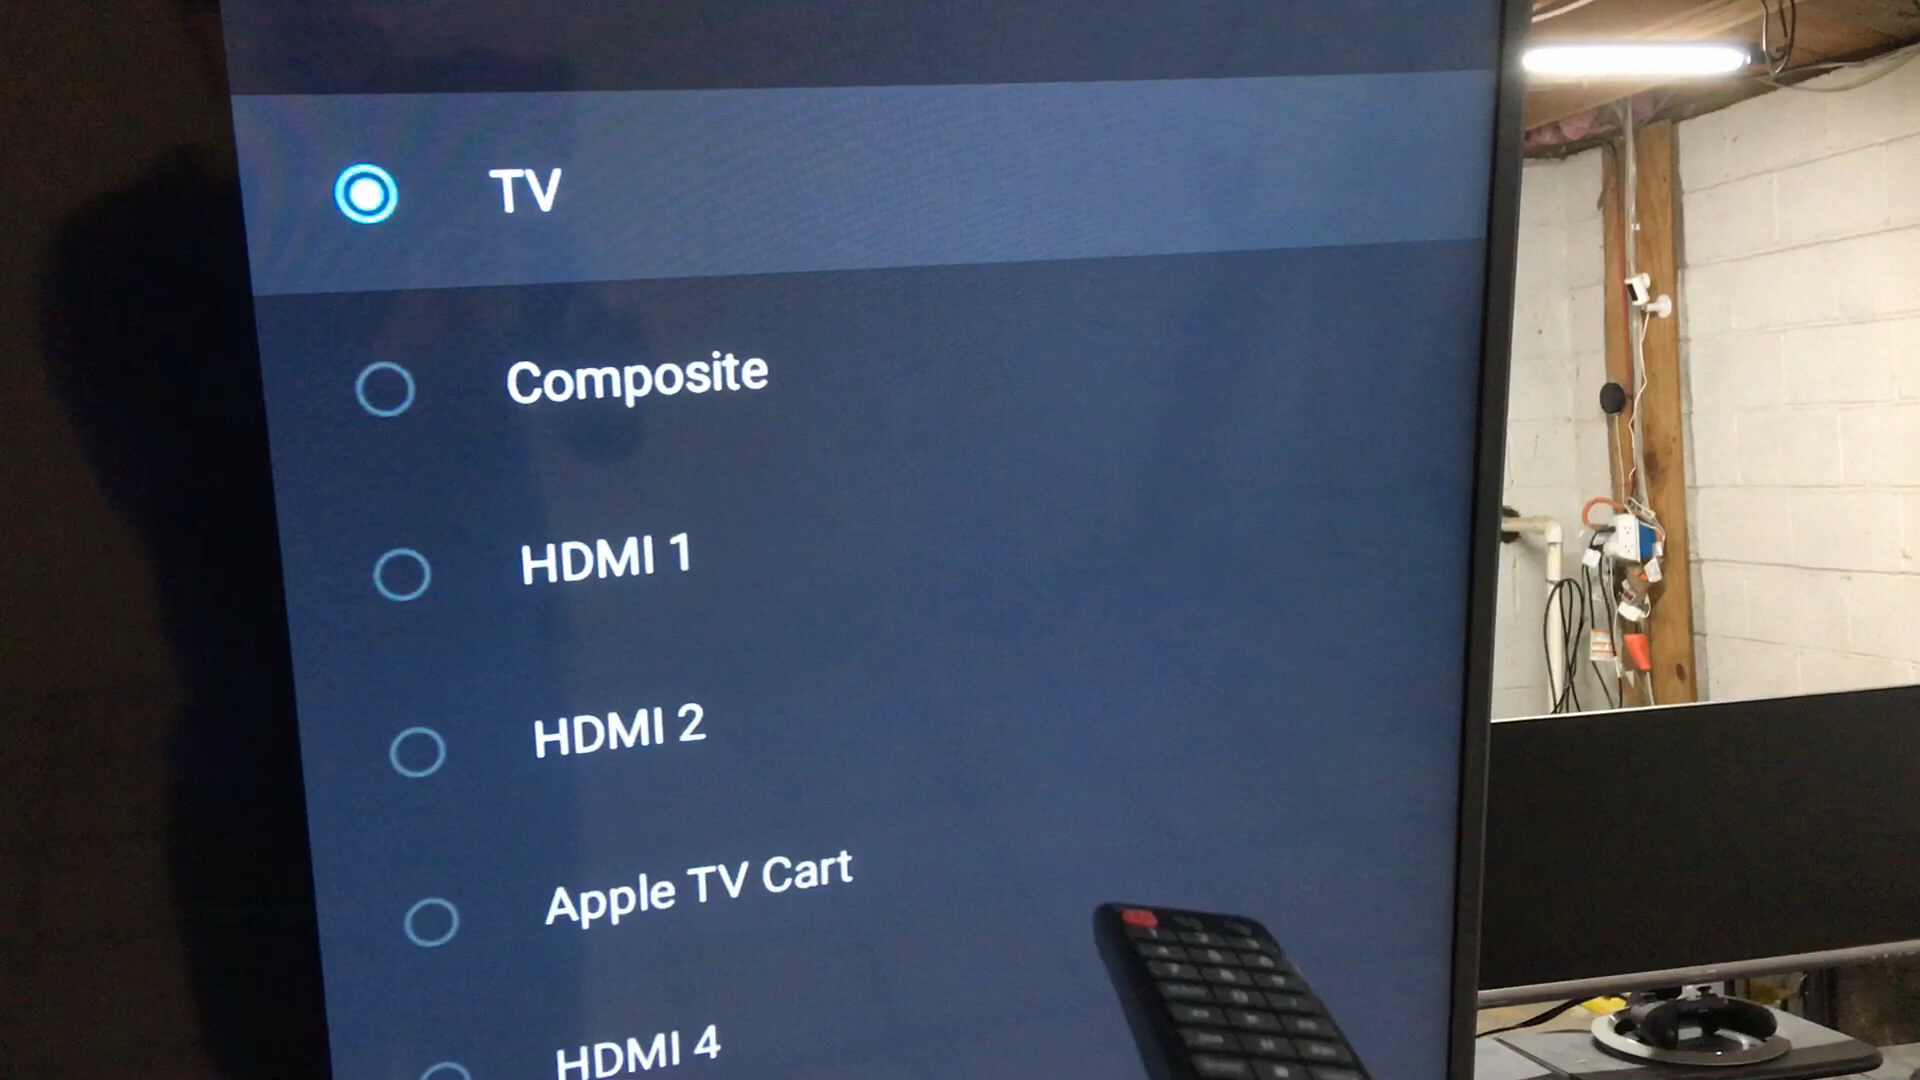 TV
Composite
HDMI 1
HDMI 2
Apple TV Cart
HDMI 4